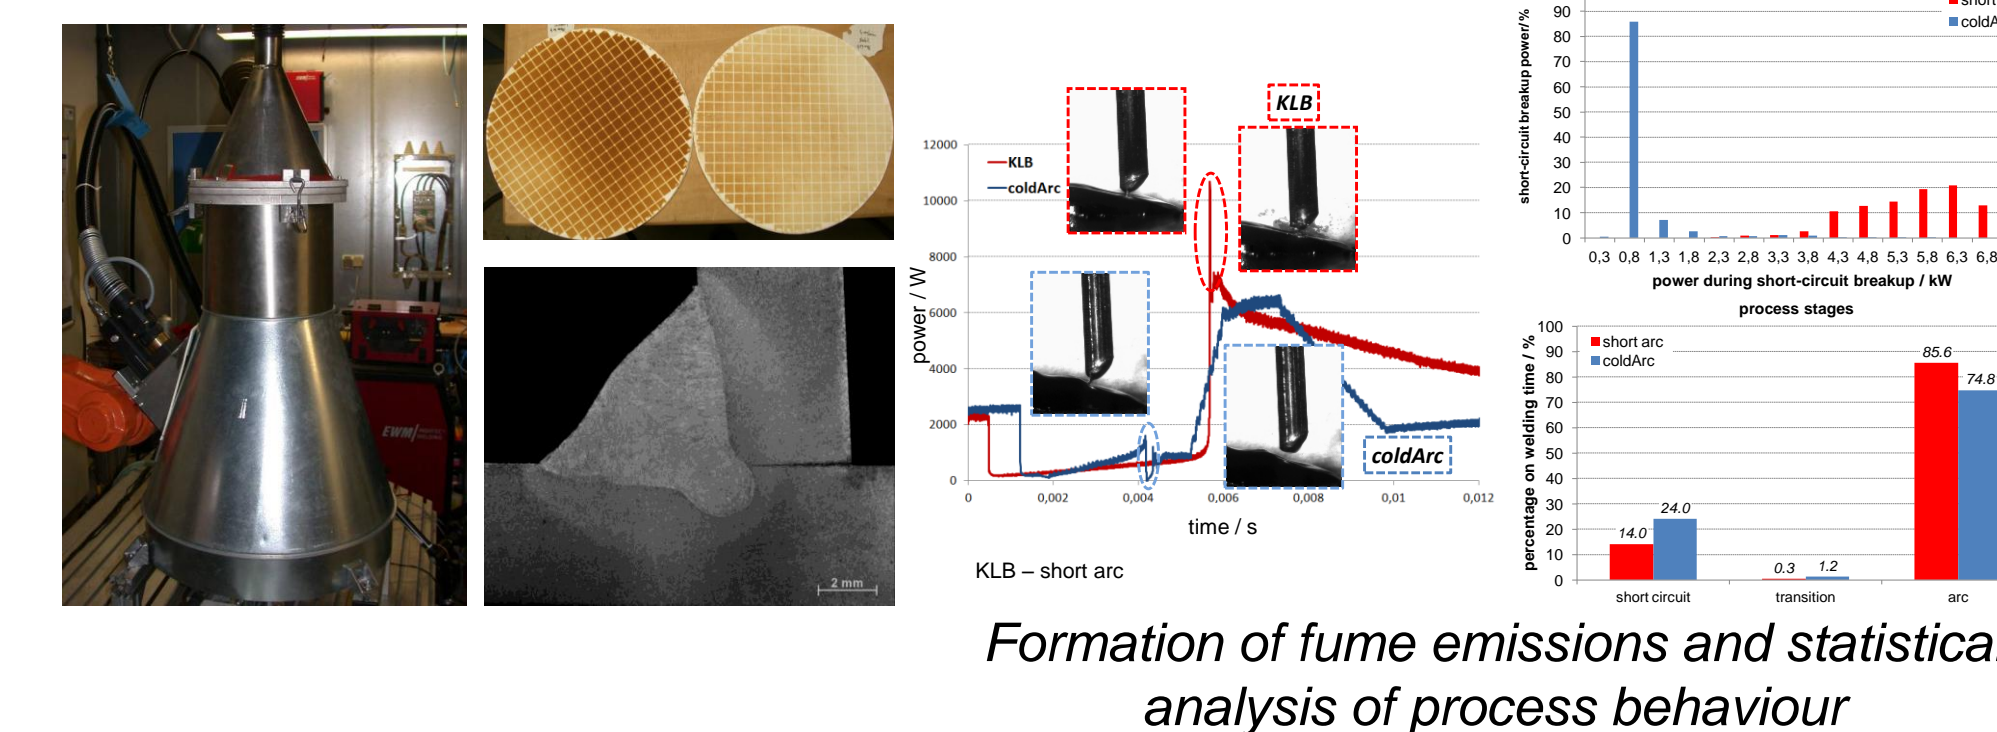 EWM
2 mm
12000
10000
8000
6000
4000
2000
0
power / W
KLB
coldArc
KLB
coldArc
0
0,002
0,004
0,006
0,008
0,01
0,012
time / s
KLB – short arc
short-circuit breakup power/%
90
80
70
60
50
40
30
20
10
0
short
coldA
0,3 0,8 1,3 1,8 2,3 2,8 3,3 3,8 4,3 4,8 5,3 5,8 6,3 6,8
power during short-circuit breakup / kW
process stages
percentage on welding time / %
100
90
80
70
60
50
40
30
20
10
0
short arc
coldArc
14.0
24.0
0.3
1.2
85.6
74.8
short circuit
transition
arc
Formation of fume emissions and statistical
analysis of process behaviour